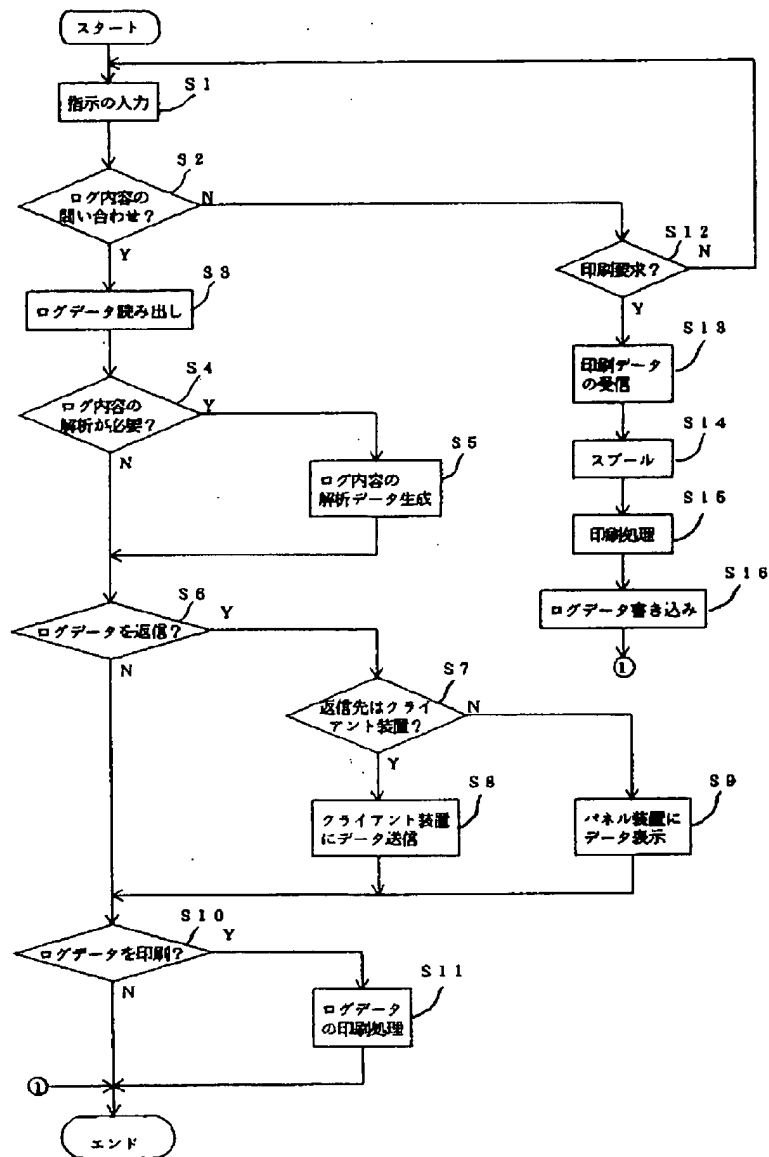 スタート
S1
指示の入力
S2
ログ内容の
問い合わせ?
N
Y
S12
印刷要求?
N
Y
S3
ログデータ読み出し
S13
印刷データ
の受信
S4
ログ内容の
解析が必要?
Y
N
S14
スプール
S5
ログ内容の
解析データ生成
S15
印刷処理
S16
ログデータ書き込み
①
S6
ログデータを返信?
Y
N
S7
返信先はクライ
アント装置?
N
Y
S8
クライアント装置
にデータ送信
S9
パネル装置に
データ表示
S10
ログデータを印刷?
Y
N
S11
ログデータ
の印刷処理
①
エンド